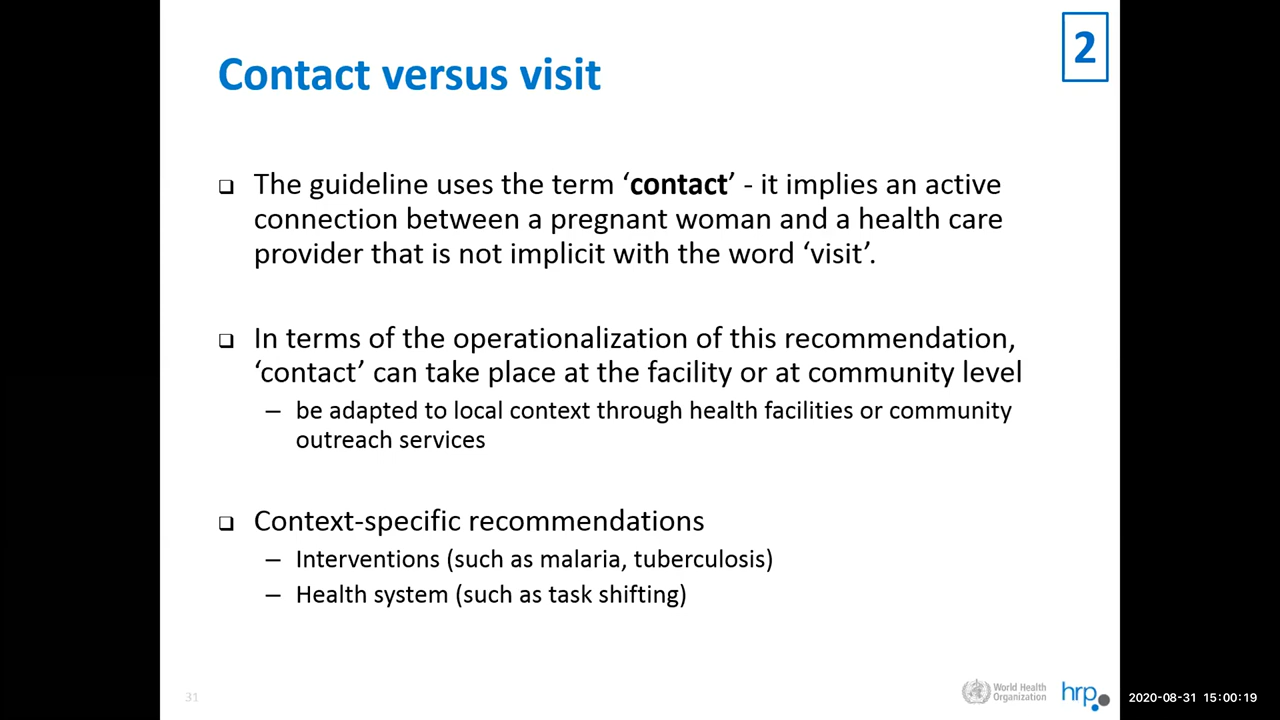 2
Contact versus visit
❑ The guideline uses the term ‘contact’ - it implies an active
connection between a pregnant woman and a health care
provider that is not implicit with the word ‘visit’.
❑ In terms of the operationalization of this recommendation,
‘contact’ can take place at the facility or at community level
– be adapted to local context through health facilities or community
outreach services
❑ Context-specific recommendations
– Interventions (such as malaria, tuberculosis)
– Health system (such as task shifting)
31
World Health
Organization
hrp
2020-08-31 15:00:19